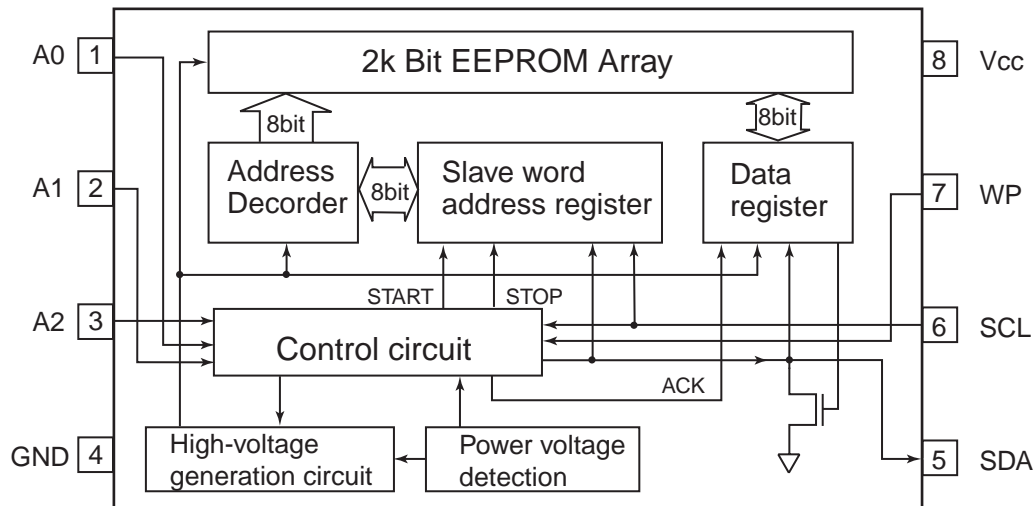 A0 1
2k Bit EEPROM Array
8 Vcc
8bit
8bit
A1 2
Address
Decorder
8bit
Slave word
address register
Data
register
7 WP
START
STOP
A2 3
Control circuit
6 SCL
ACK
GND 4
High-voltage
generation circuit
Power voltage
detection
5 SDA